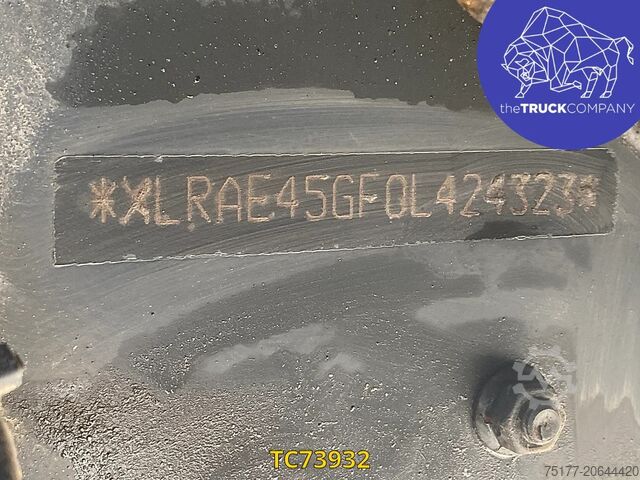 theTRUCKCOMPANY
*XLRAE45GF0L424323*
TC73932
75177-20644420